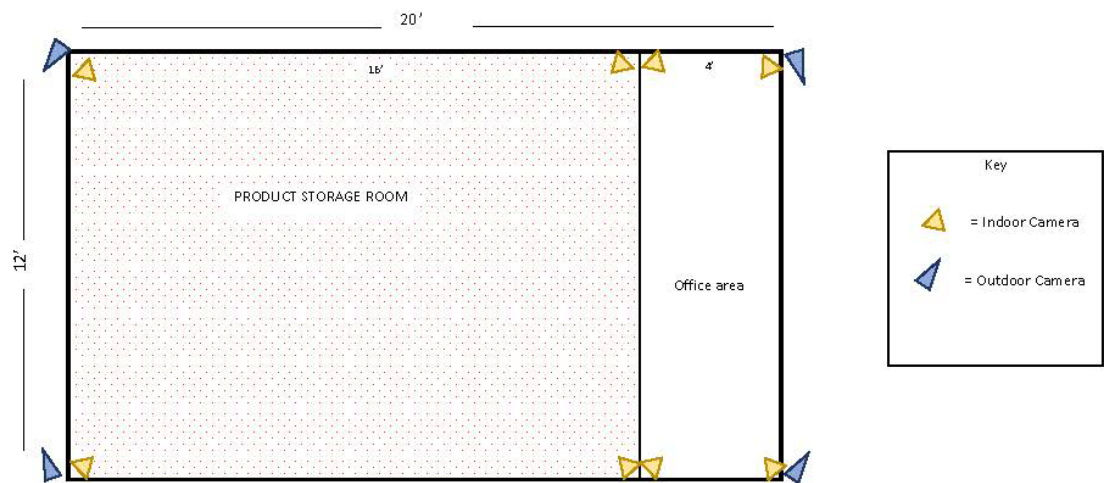 20'
16'
4'
12'
PRODUCT STORAGE ROOM
Office area
Key
= Indoor Camera
= Outdoor Camera